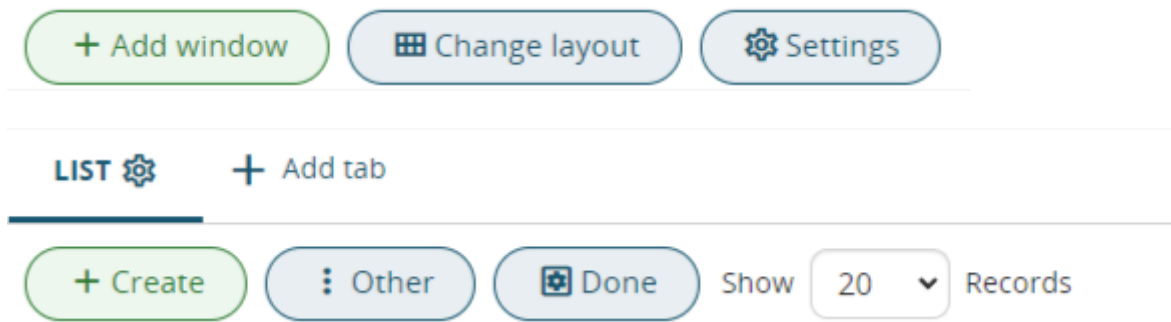 + Add window Change layout Settings
LIST + Add tab
+ Create Other Done Show 20 Records